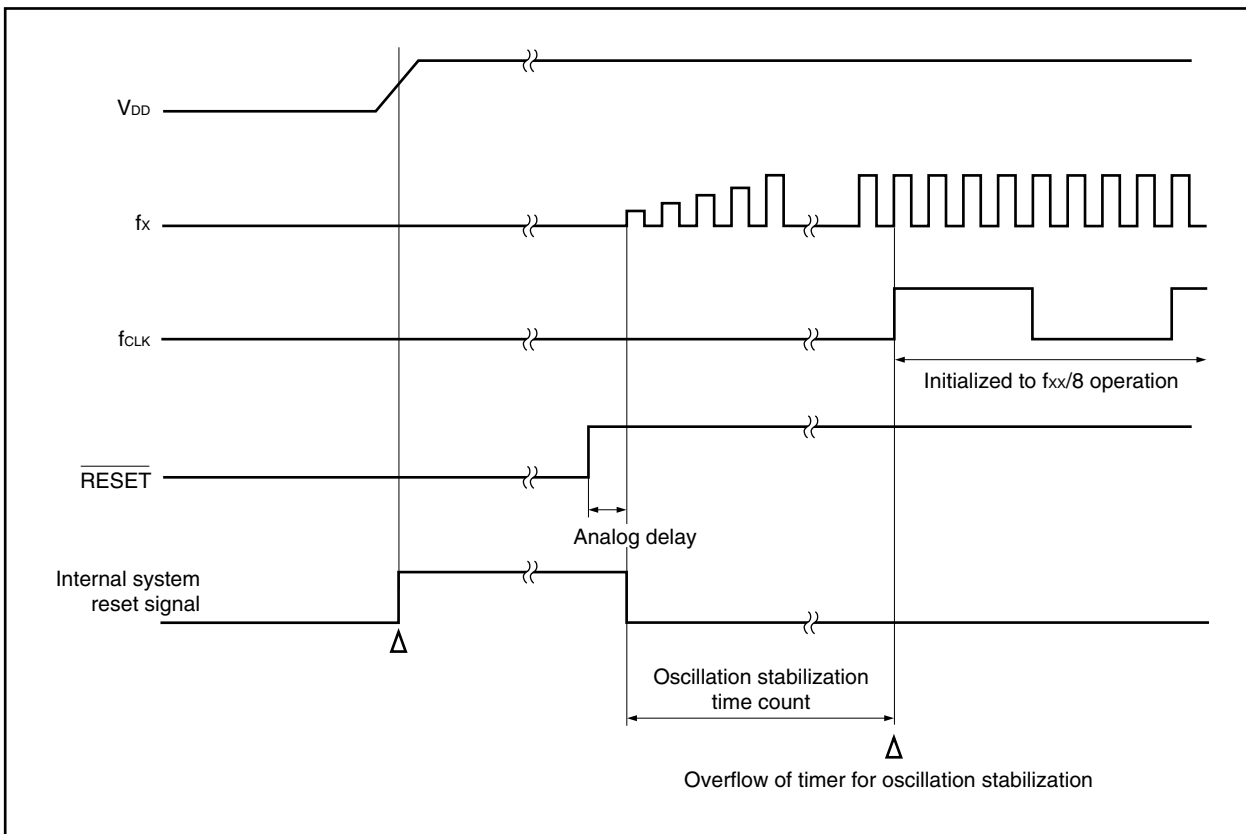 VDD
fX
fCLK
Initialized to fXX/8 operation
RESET
Analog delay
Internal system
reset signal
Oscillation stabilization
time count
Overflow of timer for oscillation stabilization